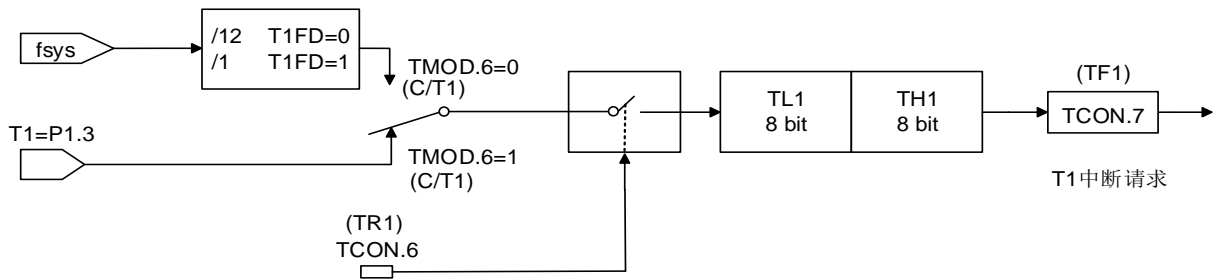 fsys
/12 T1FD=0
/1 T1FD=1
TMOD.6=0
(C/T1)
T1=P1.3
TMOD.6=1
(C/T1)
(TR1)
TCON.6
TL1
8 bit
TH1
8 bit
(TF1)
TCON.7
T1中断请求